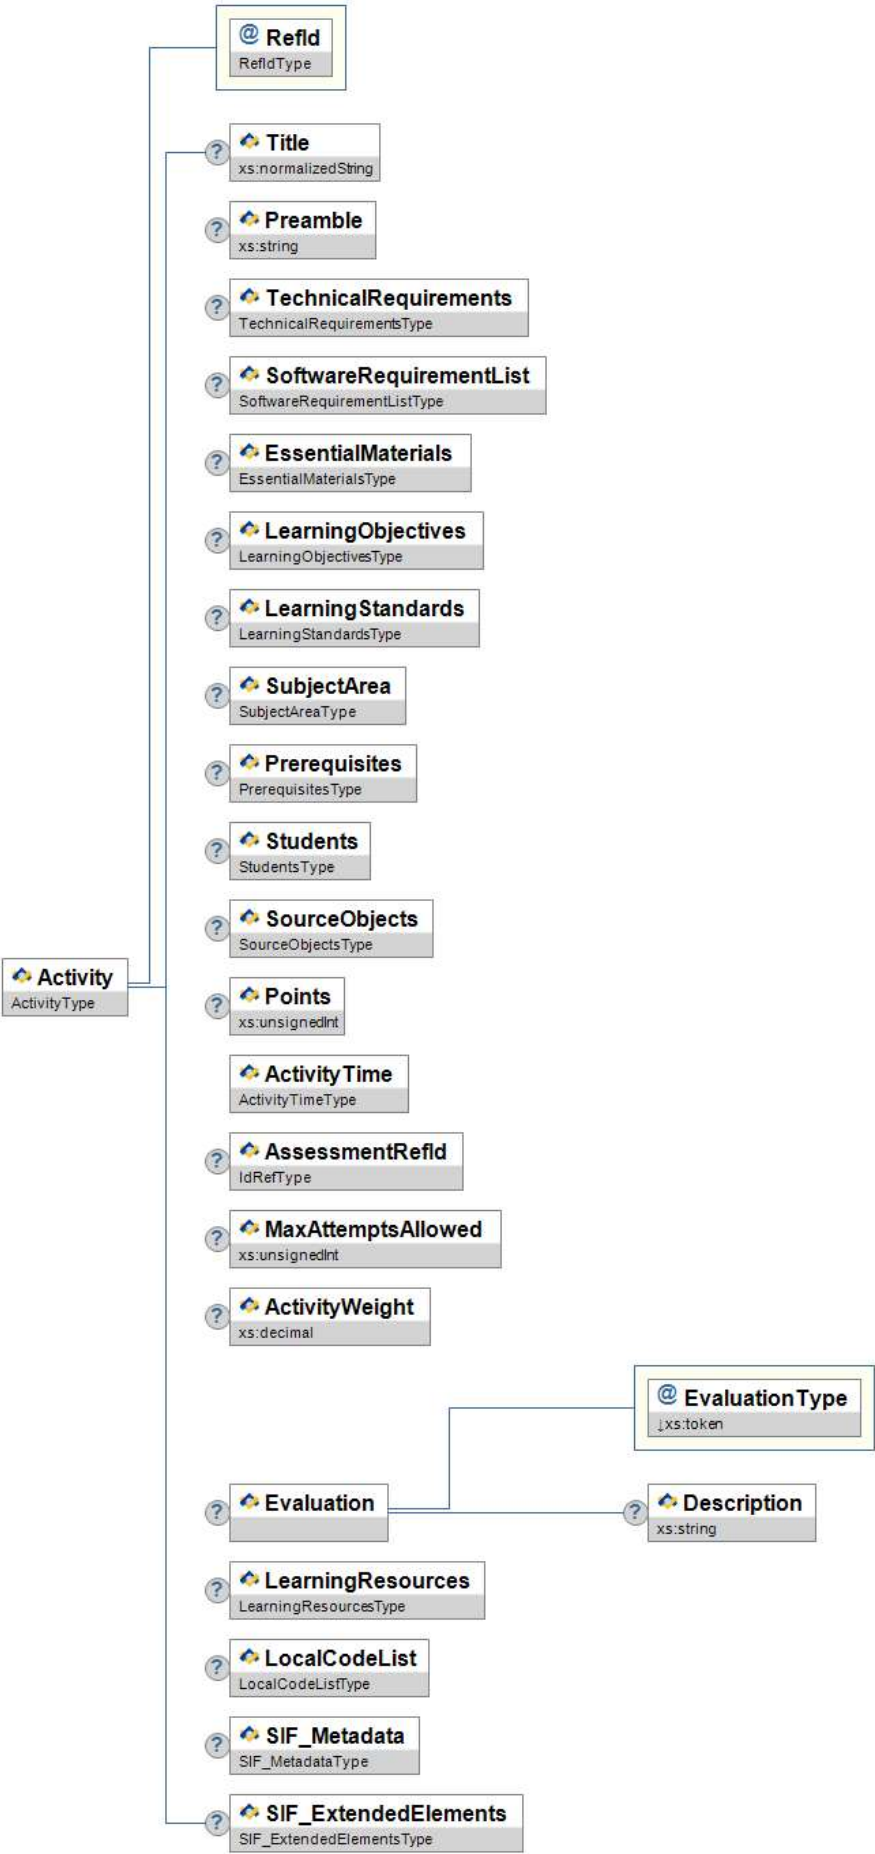 @ RefId
RefIdType
? Title
xs:normalizedString
? Preamble
xs:string
? TechnicalRequirements
TechnicalRequirementsType
? SoftwareRequirementList
SoftwareRequirementListType
? EssentialMaterials
EssentialMaterialsType
? LearningObjectives
LearningObjectivesType
? LearningStandards
LearningStandardsType
? SubjectArea
SubjectAreaType
? Prerequisites
PrerequisitesType
? Students
StudentsType
? SourceObjects
SourceObjectsType
Activity
ActivityType
? Points
xs:unsignedInt
ActivityTime
ActivityTimeType
? AssessmentRefId
IdRefType
? MaxAttemptsAllowed
xs:unsignedInt
? ActivityWeight
xs:decimal
@ EvaluationType
↓xs:token
? Evaluation
? Description
xs:string
? LearningResources
LearningResourcesType
? LocalCodeList
LocalCodeListType
? SIF_Metadata
SIF_MetadataType
? SIF_ExtendedElements
SIF_ExtendedElementsType